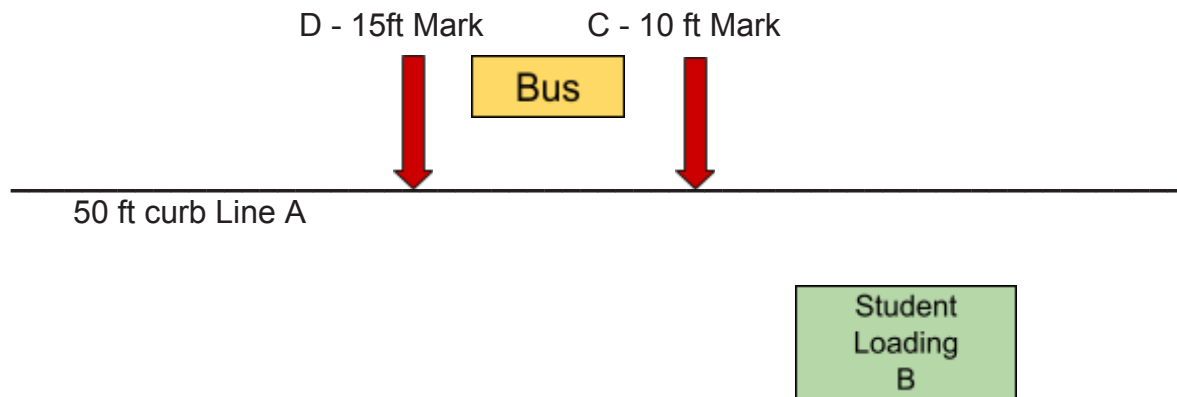 D - 15ft Mark
C - 10 ft Mark
Bus
50 ft curb Line A
Student
Loading
B